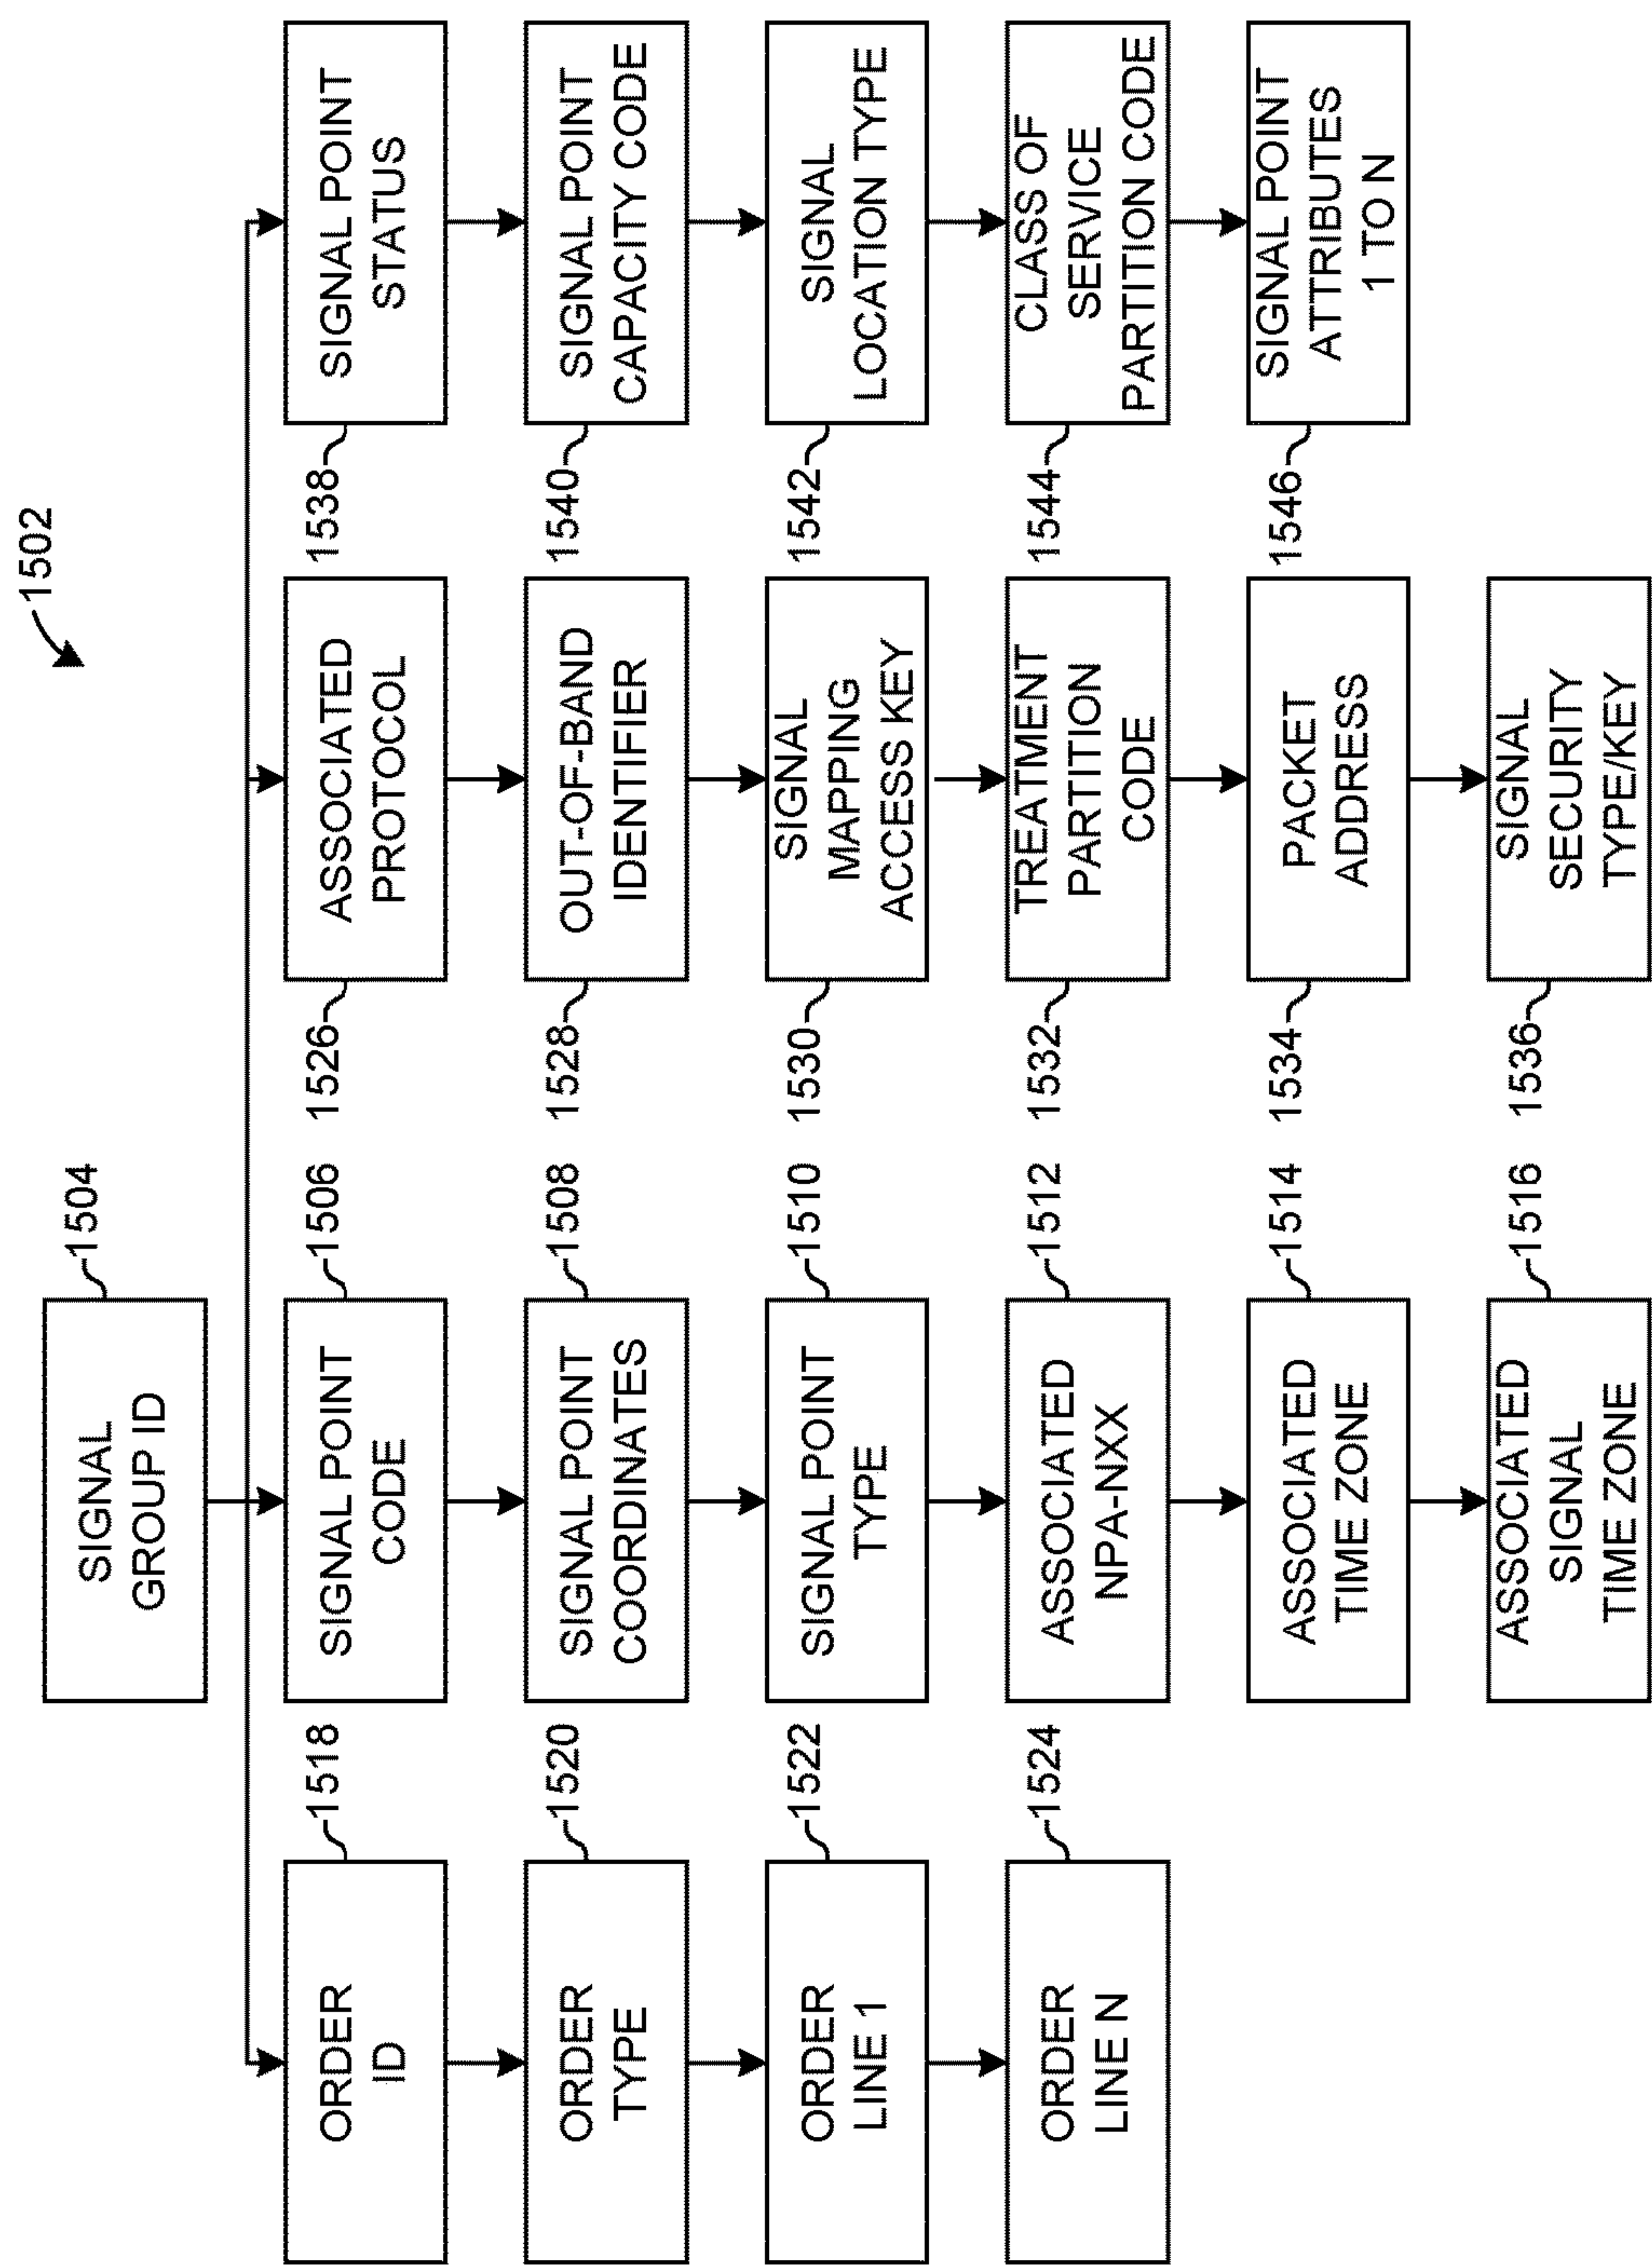 1502
SIGNAL
GROUP ID
1504
ORDER
ID
1518
SIGNAL POINT
CODE
1506
ASSOCIATED
PROTOCOL
1526
SIGNAL POINT
STATUS
1538
ORDER
TYPE
1520
SIGNAL POINT
COORDINATES
1508
OUT-OF-BAND
IDENTIFIER
1528
SIGNAL POINT
CAPACITY CODE
1540
ORDER
LINE 1
1522
SIGNAL POINT
TYPE
1510
SIGNAL
MAPPING
ACCESS KEY
1530
SIGNAL
LOCATION TYPE
1542
ORDER
LINE N
1524
ASSOCIATED
NPA-NXX
1512
TREATMENT
PARTITION
CODE
1532
CLASS OF
SERVICE
PARTITION CODE
1544
ASSOCIATED
TIME ZONE
1514
PACKET
ADDRESS
1534
SIGNAL POINT
ATTRIBUTES
1 TO N
1546
ASSOCIATED
SIGNAL
TIME ZONE
1516
SIGNAL
SECURITY
TYPE/KEY
1536